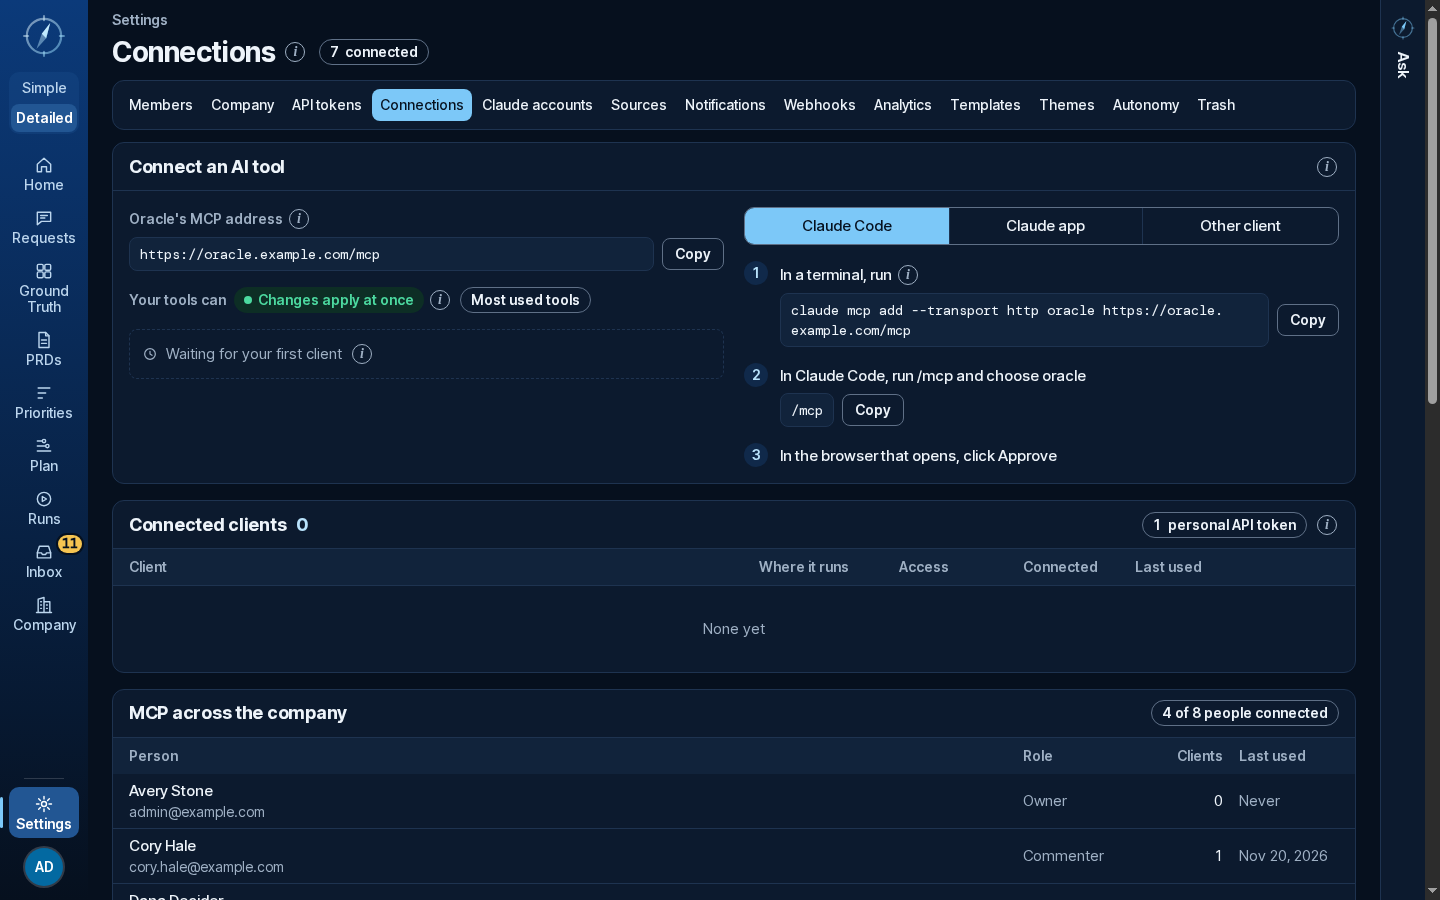 Settings
Connections i 7 connected
Simple
Detailed
Home
Requests
Ground
Truth
PRDs
Priorities
Plan
Runs
11
Inbox
Company
Settings
AD
Members Company API tokens Connections Claude accounts Sources Notifications Webhooks Analytics Templates Themes Autonomy Trash
Connect an AI tool i
Oracle's MCP address i
https://oracle.example.com/mcp Copy
Your tools can Changes apply at once i Most used tools
Waiting for your first client i
Claude Code Claude app Other client
1 In a terminal, run i
claude mcp add --transport http oracle https://oracle.
example.com/mcp
Copy
2 In Claude Code, run /mcp and choose oracle
/mcp Copy
3 In the browser that opens, click Approve
Connected clients 0 1 personal API token i
Client Where it runs Access Connected Last used
None yet
MCP across the company 4 of 8 people connected
Person Role Clients Last used
Avery Stone
admin@example.com
Owner 0 Never
Cory Hale
cory.hale@example.com
Commenter 1 Nov 20, 2026
Ask